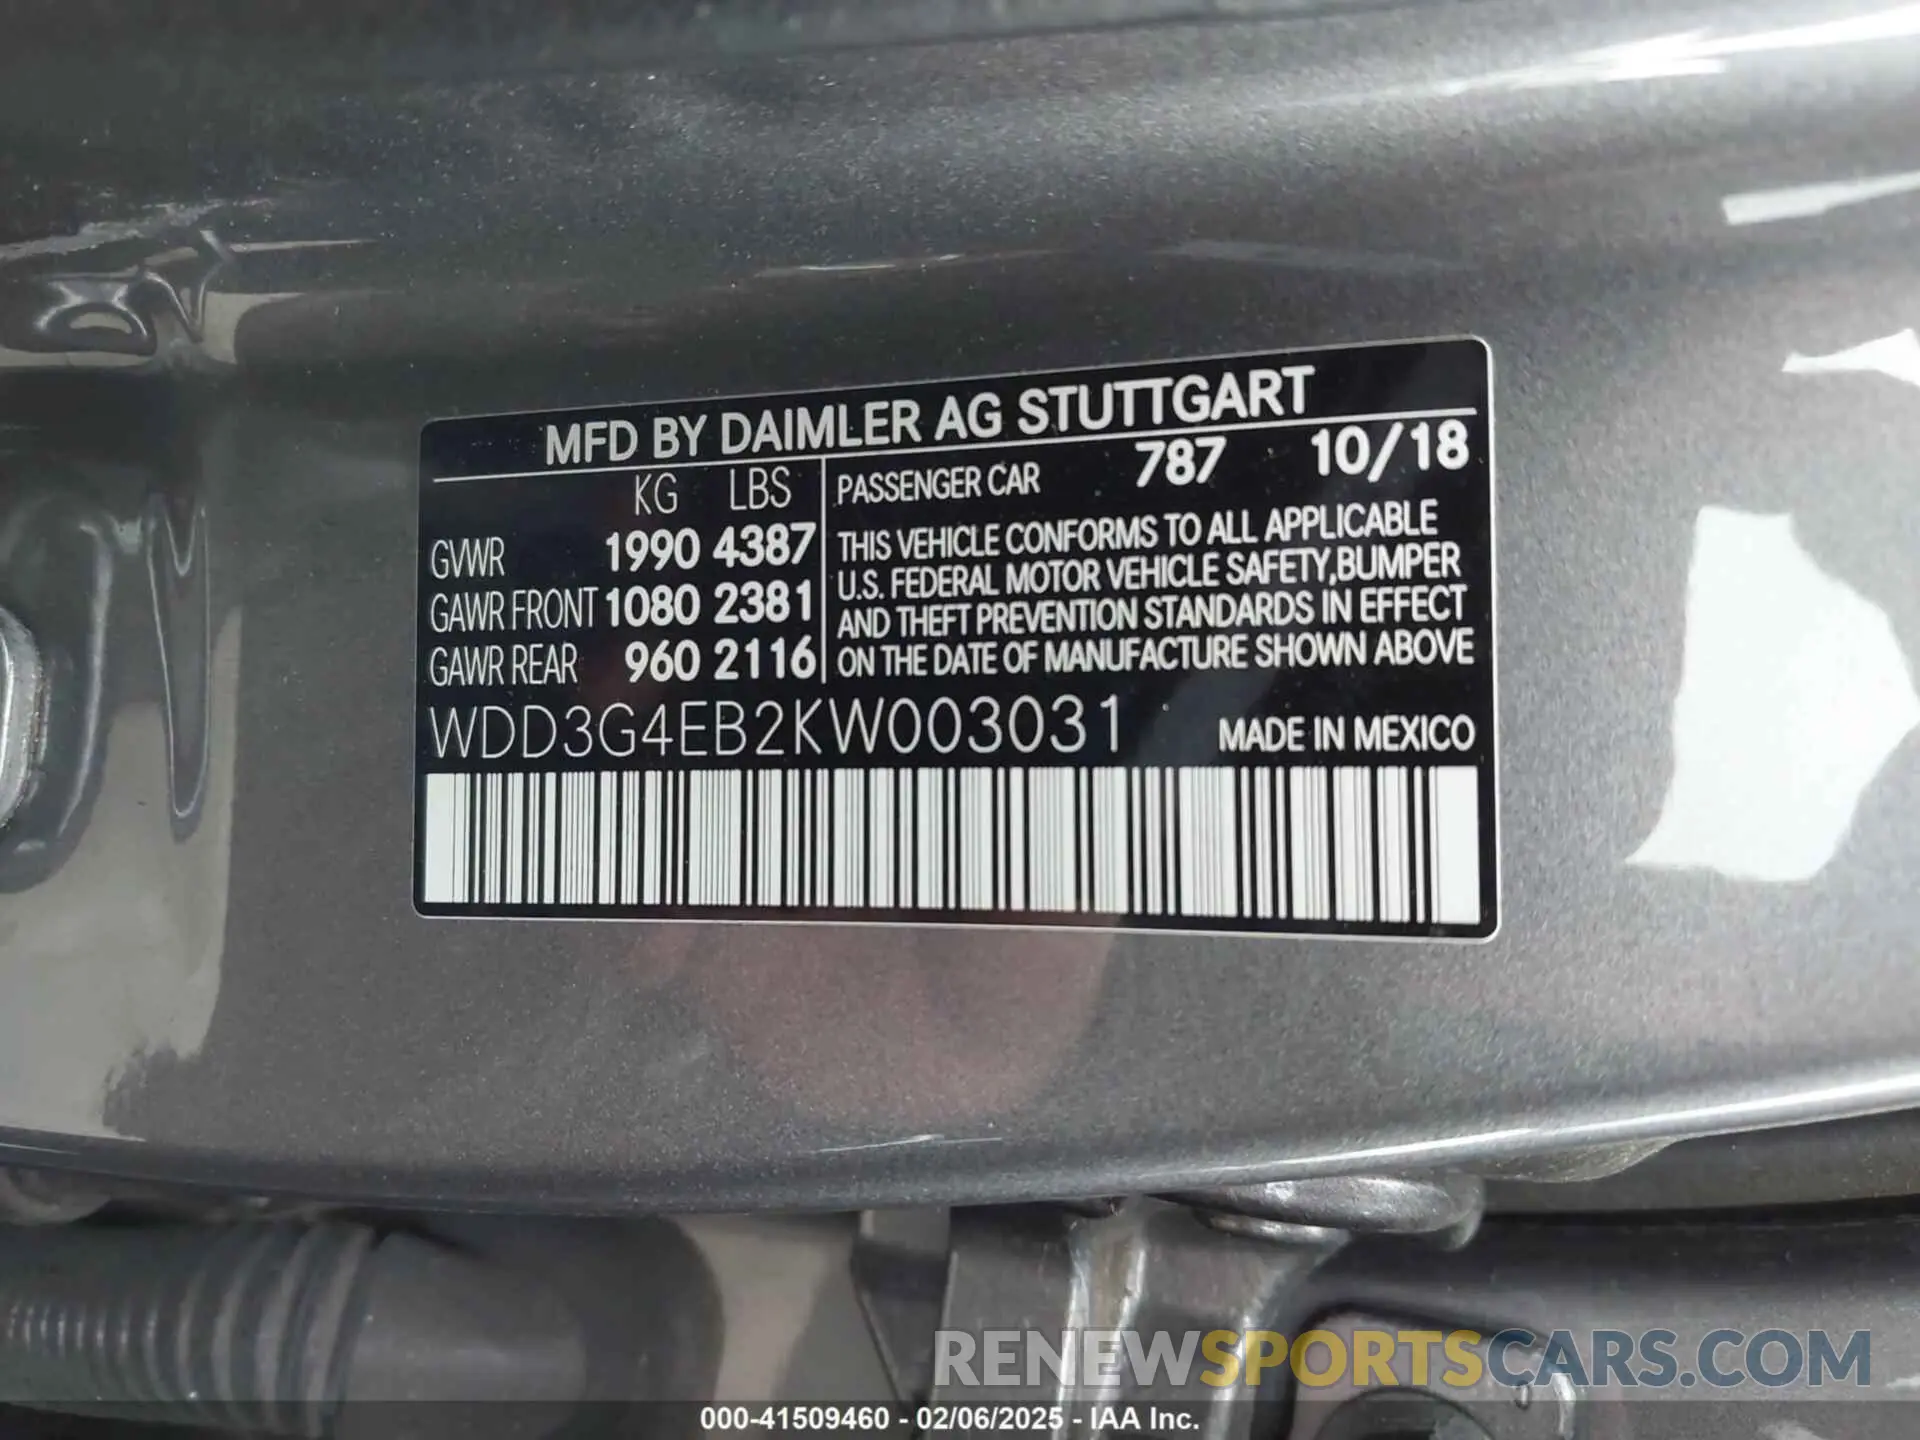 MFD BY DAIMLER AG STUTTGART
KG LBS
GVWR 1990 4387
GAWR FRONT 1080 2381
GAWR REAR 960 2116
PASSENGER CAR 787 10/18
THIS VEHICLE CONFORMS TO ALL APPLICABLE
U.S. FEDERAL MOTOR VEHICLE SAFETY,BUMPER
AND THEFT PREVENTION STANDARDS IN EFFECT
ON THE DATE OF MANUFACTURE SHOWN ABOVE
WDD3G4EB2KW003031 MADE IN MEXICO
RENEWSPORTSCARS.COM
000-41509460 - 02/06/2025 - IAA Inc.